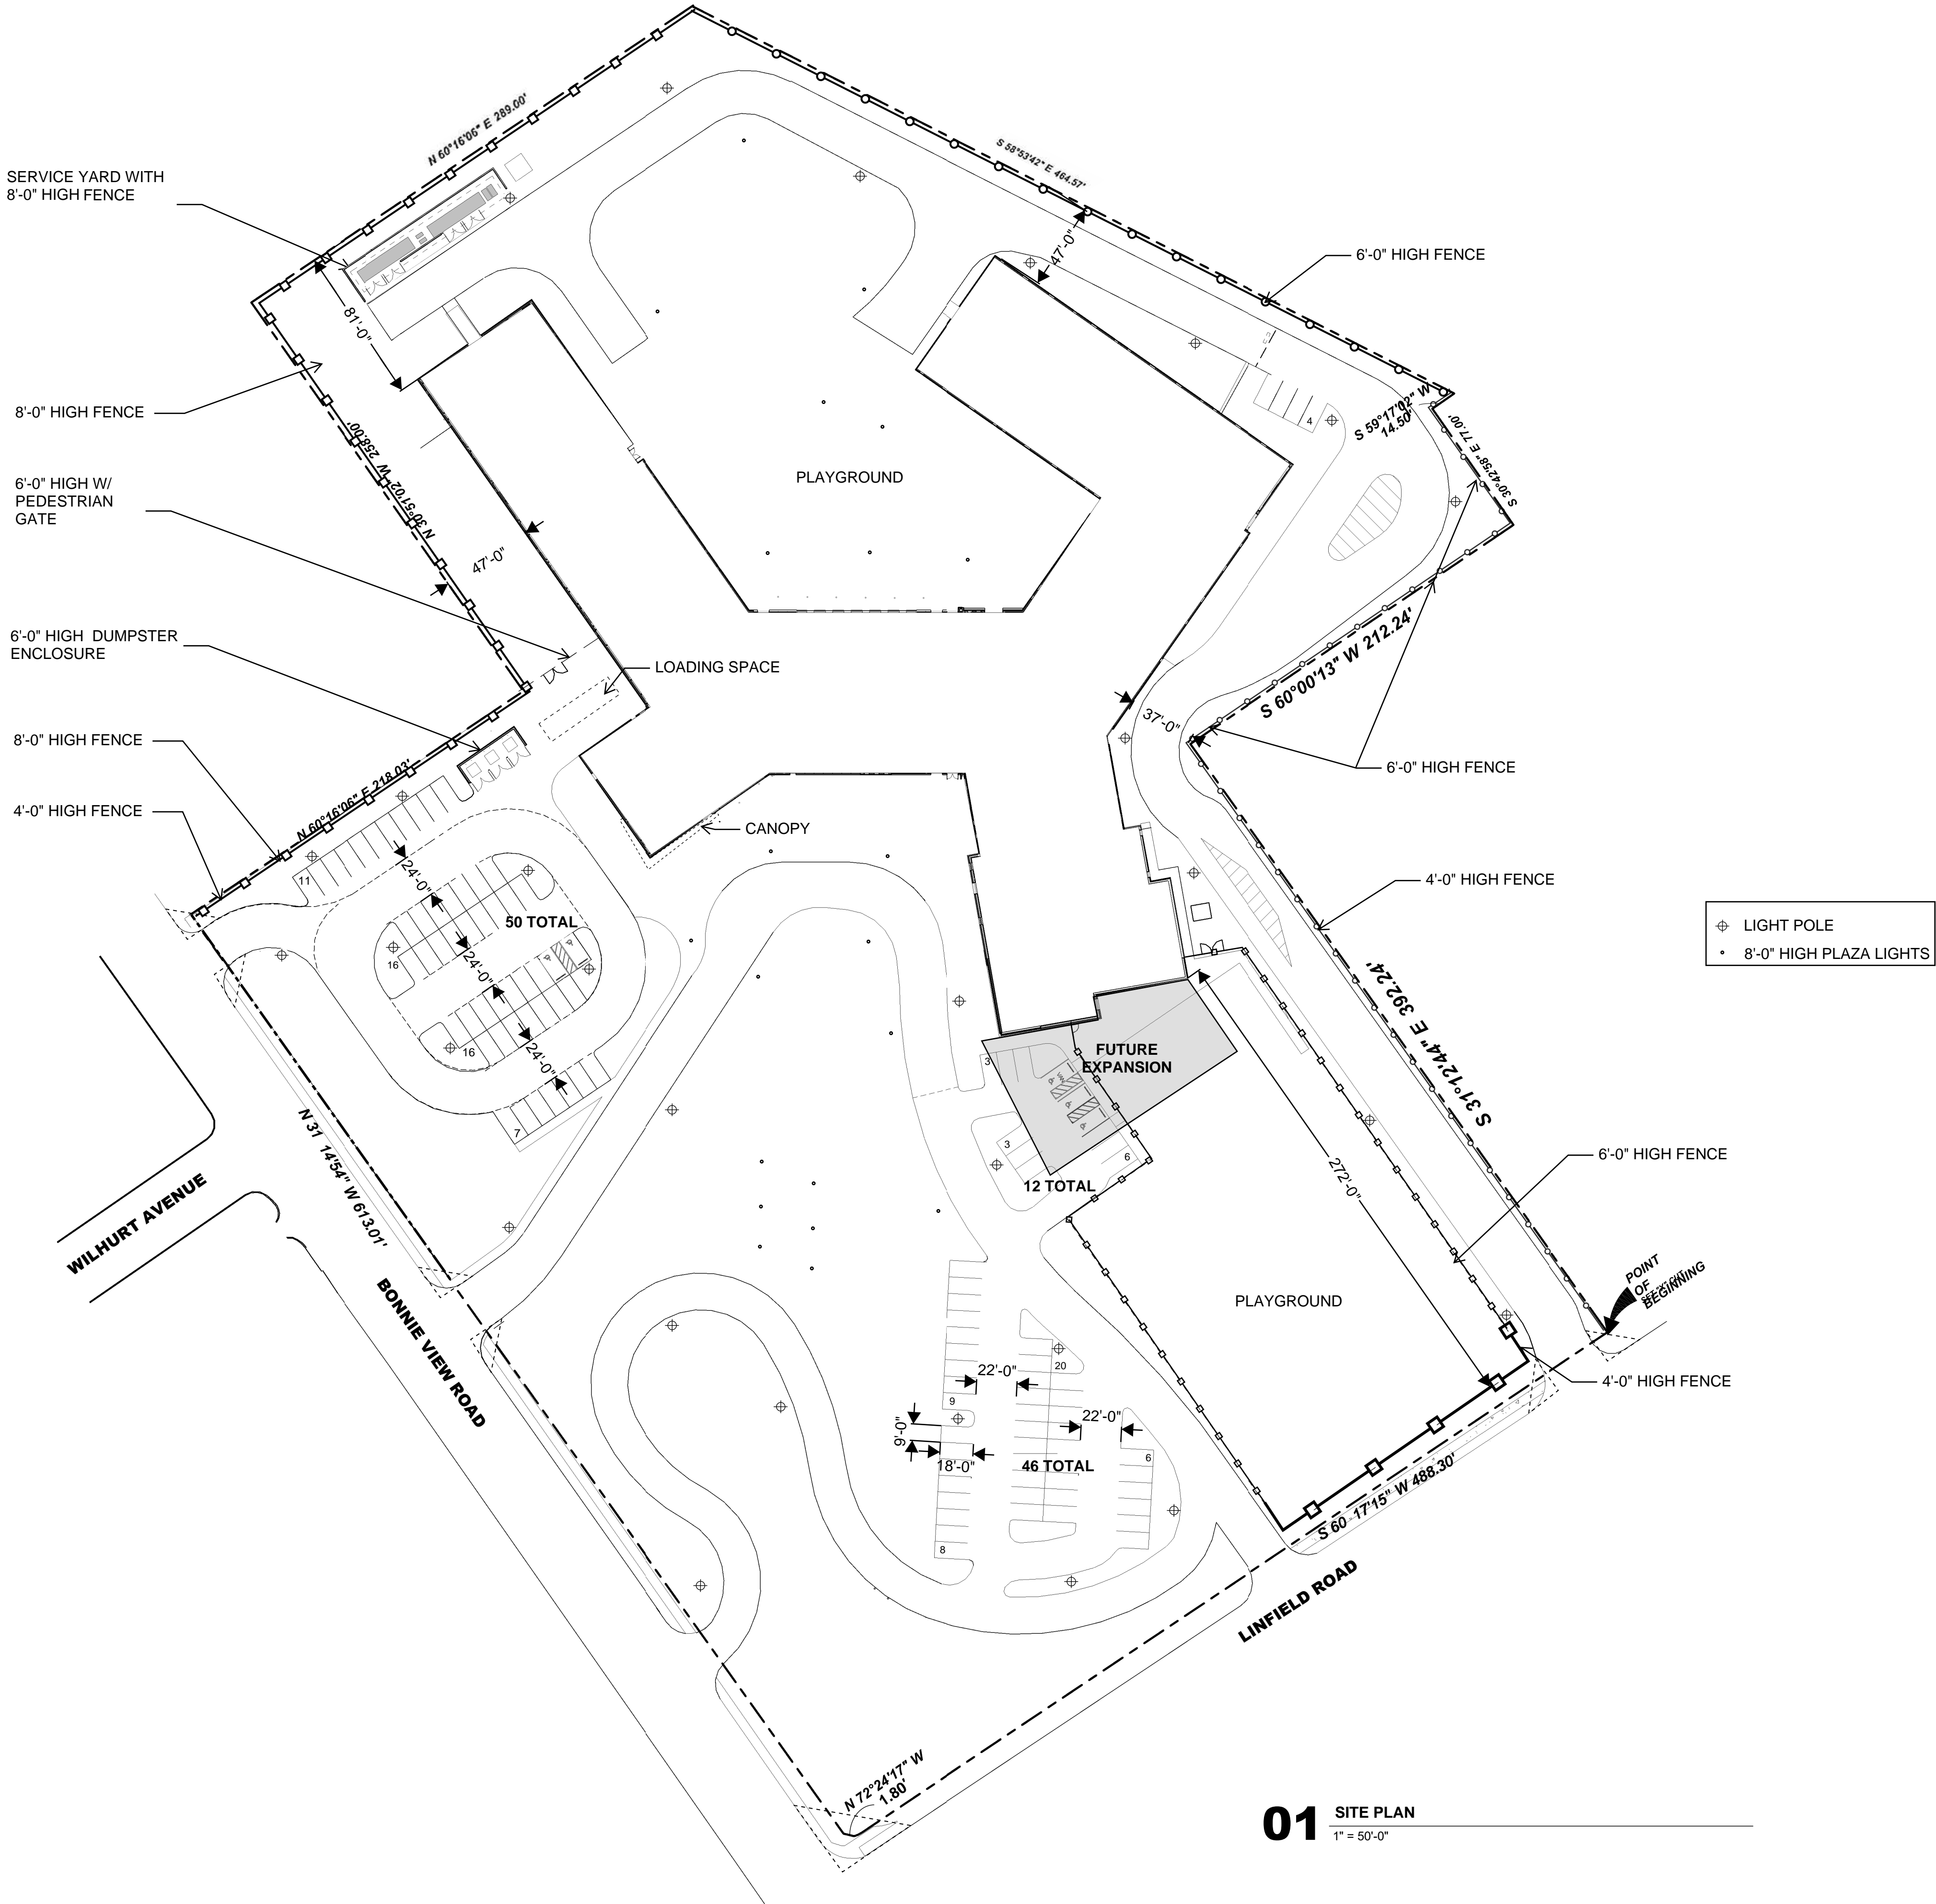 N 60°16'06" E 289.00'
S 58°53'42" E 464.57'
SERVICE YARD WITH
8'-0" HIGH FENCE
47'-0"
6'-0" HIGH FENCE
81'-0"
8'-0" HIGH FENCE
S 59°17'02" W
14.50'
S 30°42'58" E 77.00'
4
N 30°51'02" W 258.00'
PLAYGROUND
6'-0" HIGH W/
PEDESTRIAN
GATE
47'-0"
6'-0" HIGH DUMPSTER
ENCLOSURE
LOADING SPACE
S 60°00'13" W 212.24'
37'-0"
8'-0" HIGH FENCE
6'-0" HIGH FENCE
N 60°16'06" E 218.03'
4'-0" HIGH FENCE
CANOPY
11
24'-0"
4'-0" HIGH FENCE
50 TOTAL
LIGHT POLE
8'-0" HIGH PLAZA LIGHTS
16
24'-0"
S 31°12'44" E 392.24'
16
24'-0"
FUTURE
EXPANSION
3
VAN
7
3
6
12 TOTAL
272'-0"
6'-0" HIGH FENCE
N 31 14'54" W 613.01'
WILHURT AVENUE
BONNIE VIEW ROAD
PLAYGROUND
POINT
OF
BEGINNING
20
22'-0"
9
22'-0"
9'-0"
18'-0"
46 TOTAL
6
8
4'-0" HIGH FENCE
S 60 17'15" W 488.30'
LINFIELD ROAD
N 72°24'17" W
1.80'
01
SITE PLAN
1" = 50'-0"